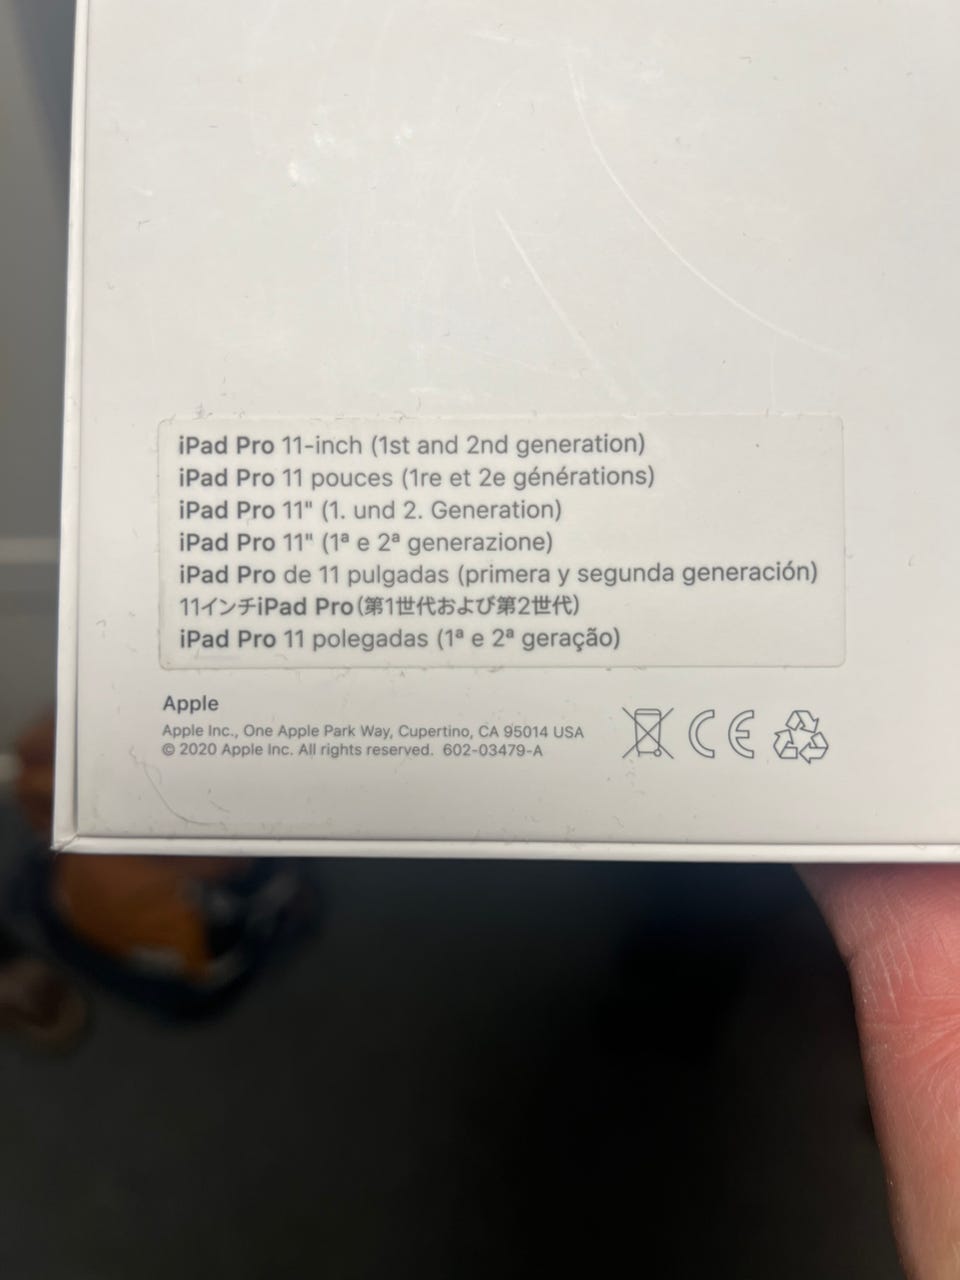 iPad Pro 11-inch (1st and 2nd generation)
iPad Pro 11 pouces (1re et 2e générations)
iPad Pro 11" (1. und 2. Generation)
iPad Pro 11" (1ª e 2ª generazione)
iPad Pro de 11 pulgadas (primera y segunda generación)
11インチiPad Pro(第1世代および第2世代)
iPad Pro 11 polegadas (1ª e 2ª geração)
Apple
Apple Inc., One Apple Park Way, Cupertino, CA 95014 USA
© 2020 Apple Inc. All rights reserved. 602-03479-A
CE